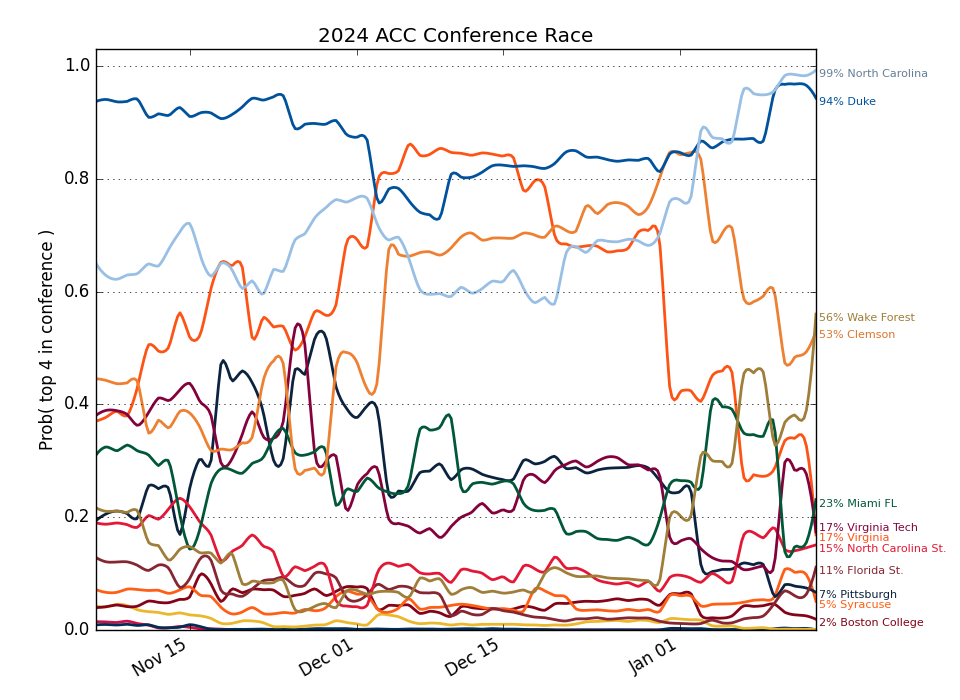 2024 ACC Conference Race
Prob( top 4 in conference )
1.0
0.8
0.6
0.4
0.2
0.0
Nov 15
Dec 01
Dec 15
Jan 01
99% North Carolina
94% Duke
56% Wake Forest
53% Clemson
23% Miami FL
17% Virginia Tech
17% Virginia
15% North Carolina St.
11% Florida St.
7% Pittsburgh
5% Syracuse
2% Boston College